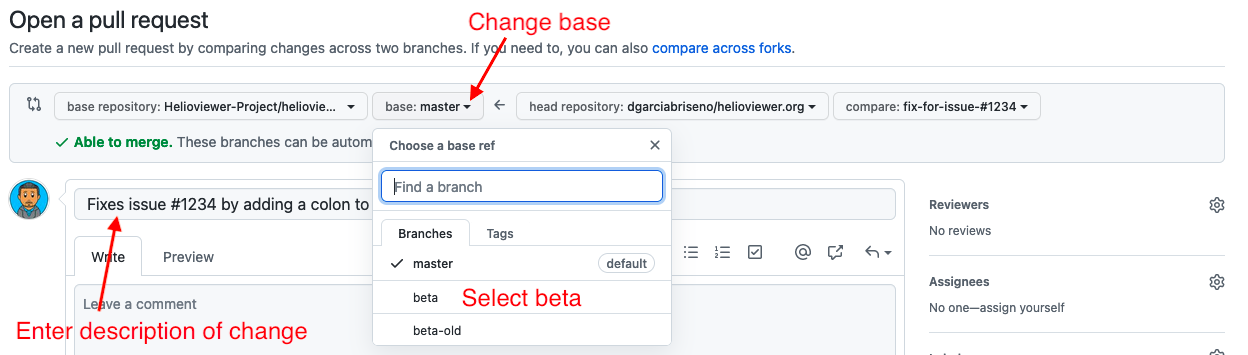 Open a pull request
Change base
Create a new pull request by comparing changes across two branches. If you need to, you can also compare across forks.
base repository: Helioviewer-Project/heliovie...
base: master
head repository: dgarciabriseno/helioviewer.org
compare: fix-for-issue-#1234
Able to merge. These branches can be autom
Choose a base ref
Find a branch
Fixes issue #1234 by adding a colon to
Branches
Tags
Write
Preview
master
default
beta
Select beta
beta-old
Leave a comment
Enter description of change
Reviewers
No reviews
Assignees
No one—assign yourself